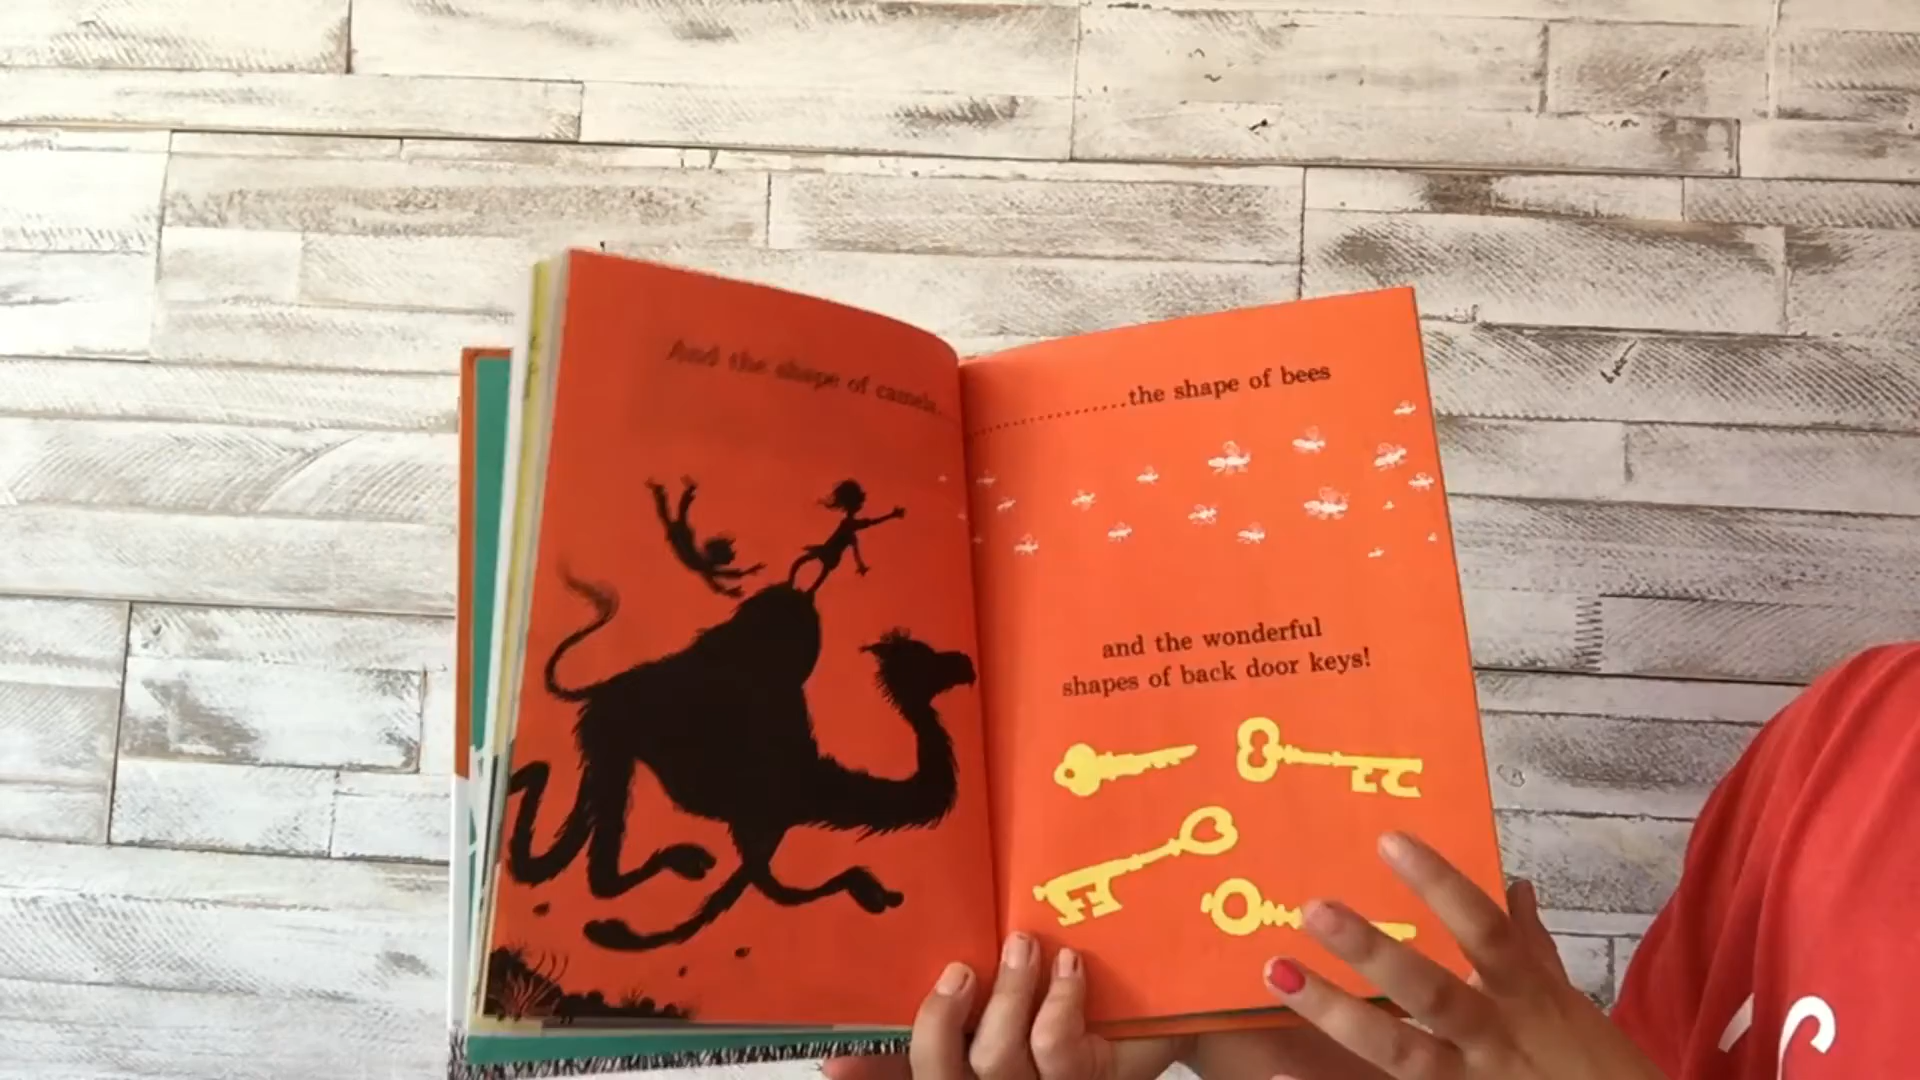 And the shape of camels................the shape of bees
and the wonderful
shapes of back door keys!